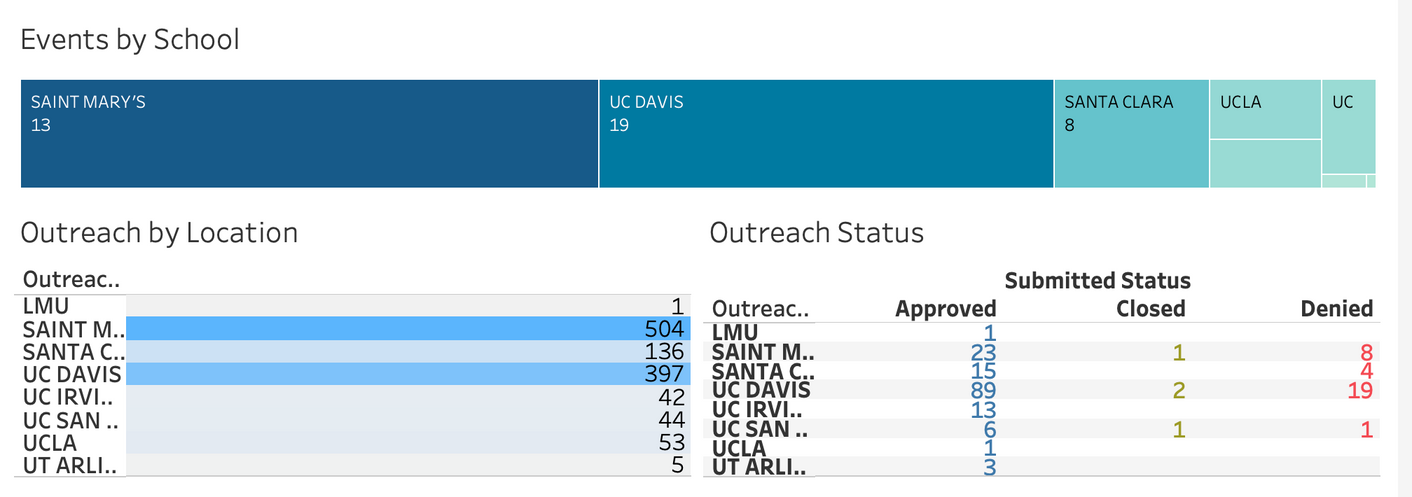 Events by School
SAINT MARY'S
13
UC DAVIS
19
SANTA CLARA
8
UCLA
UC
Outreach by Location
Outreac..
LMU 1
SAINT M.. 504
SANTA C.. 136
UC DAVIS 397
UC IRVI.. 42
UC SAN .. 44
UCLA 53
UT ARLI.. 5
Outreach Status
Submitted Status
Outreac.. Approved Closed Denied
LMU 1
SAINT M.. 23 1 8
SANTA C.. 15 4
UC DAVIS 89 2 19
UC IRVI.. 13
UC SAN .. 6 1 1
UCLA 1
UT ARLI.. 3